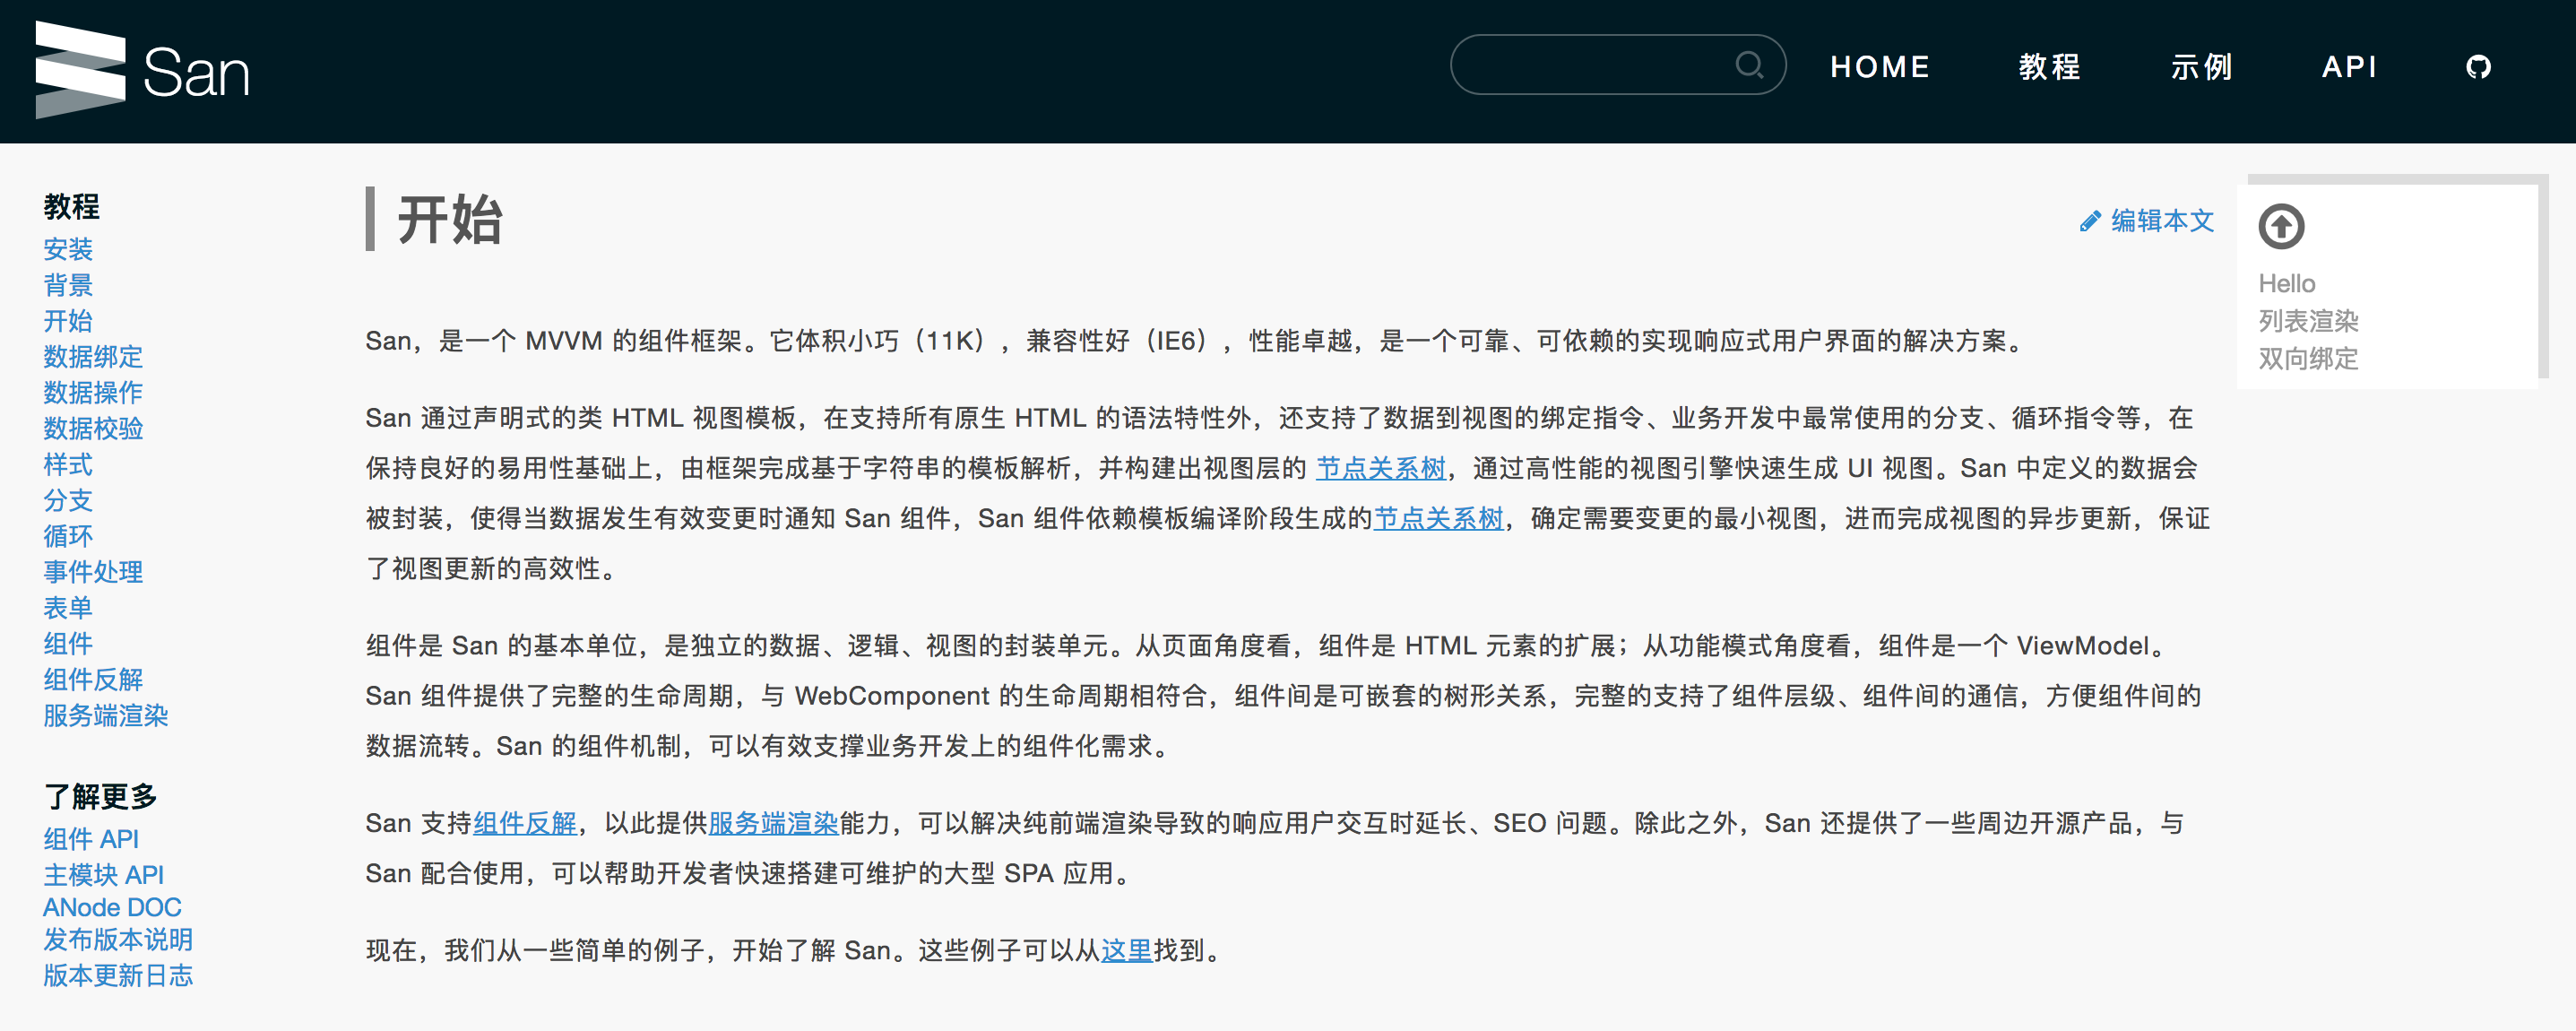 San
HOME 教程 示例 API
教程
安装
背景
开始
数据绑定
数据操作
数据校验
样式
分支
循环
事件处理
表单
组件
组件反解
服务端渲染
了解更多
组件 API
主模块 API
ANode DOC
发布版本说明
版本更新日志
开始
编辑本文
San，是一个 MVVM 的组件框架。它体积小巧（11K），兼容性好（IE6），性能卓越，是一个可靠、可依赖的实现响应式用户界面的解决方案。
San 通过声明式的类 HTML 视图模板，在支持所有原生 HTML 的语法特性外，还支持了数据到视图的绑定指令、业务开发中最常使用的分支、循环指令等，在
保持良好的易用性基础上，由框架完成基于字符串的模板解析，并构建出视图层的 节点关系树，通过高性能的视图引擎快速生成 UI 视图。San 中定义的数据会
被封装，使得当数据发生有效变更时通知 San 组件，San 组件依赖模板编译阶段生成的节点关系树，确定需要变更的最小视图，进而完成视图的异步更新，保证
了视图更新的高效性。
组件是 San 的基本单位，是独立的数据、逻辑、视图的封装单元。从页面角度看，组件是 HTML 元素的扩展；从功能模式角度看，组件是一个 ViewModel。
San 组件提供了完整的生命周期，与 WebComponent 的生命周期相符合，组件间是可嵌套的树形关系，完整的支持了组件层级、组件间的通信，方便组件间的
数据流转。San 的组件机制，可以有效支撑业务开发上的组件化需求。
San 支持组件反解，以此提供服务端渲染能力，可以解决纯前端渲染导致的响应用户交互时延长、SEO 问题。除此之外，San 还提供了一些周边开源产品，与
San 配合使用，可以帮助开发者快速搭建可维护的大型 SPA 应用。
现在，我们从一些简单的例子，开始了解 San。这些例子可以从这里找到。
Hello
列表渲染
双向绑定